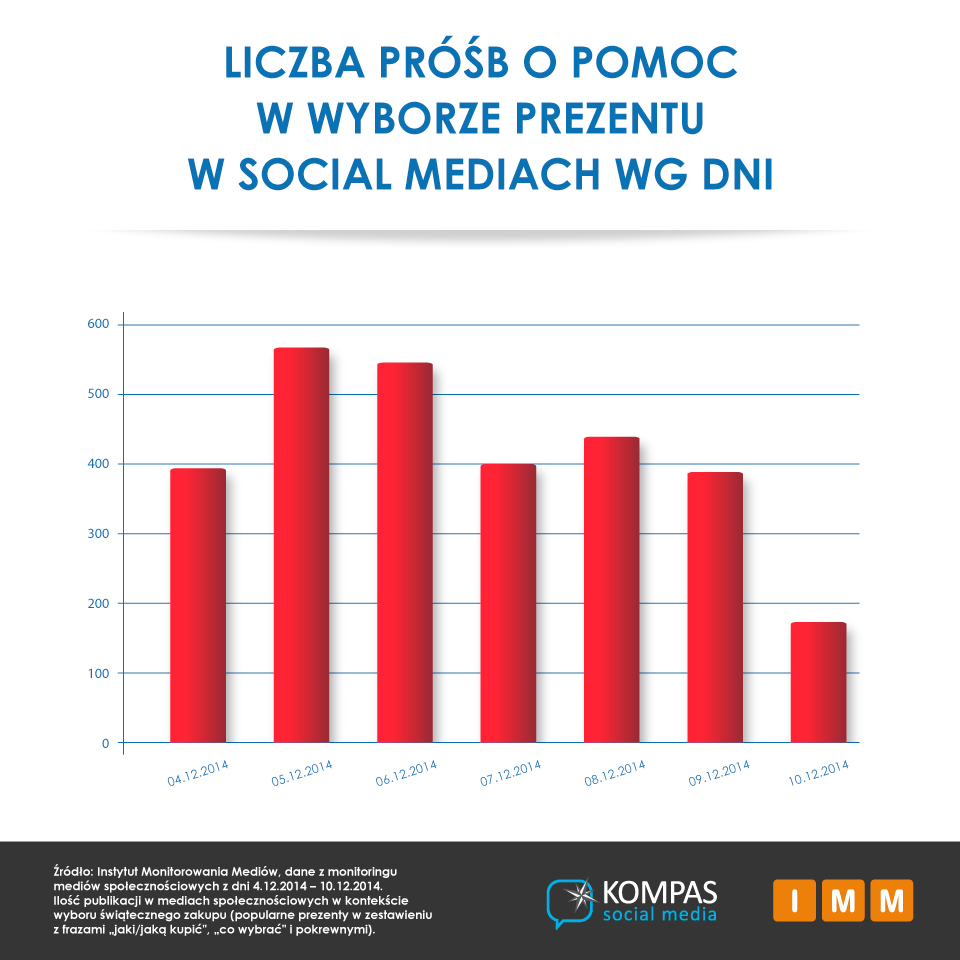 LICZBA PRÓŚB O POMOC
W WYBORZE PREZENTU
W SOCIAL MEDIACH WG DNI
600
500
400
300
200
100
0
04.12.2014
05.12.2014
06.12.2014
07.12.2014
08.12.2014
09.12.2014
10.12.2014
Źródło: Instytut Monitorowania Mediów, dane z monitoringu
mediów społecznościowych z dni 4.12.2014 – 10.12.2014.
Ilość publikacji w mediach społecznościowych w kontekście
wyboru świątecznego zakupu (popularne prezenty w zestawieniu
z frazami „jaki/jaką kupić", „co wybrać" i pokrewnymi).
KOMPAS
social media
IMM